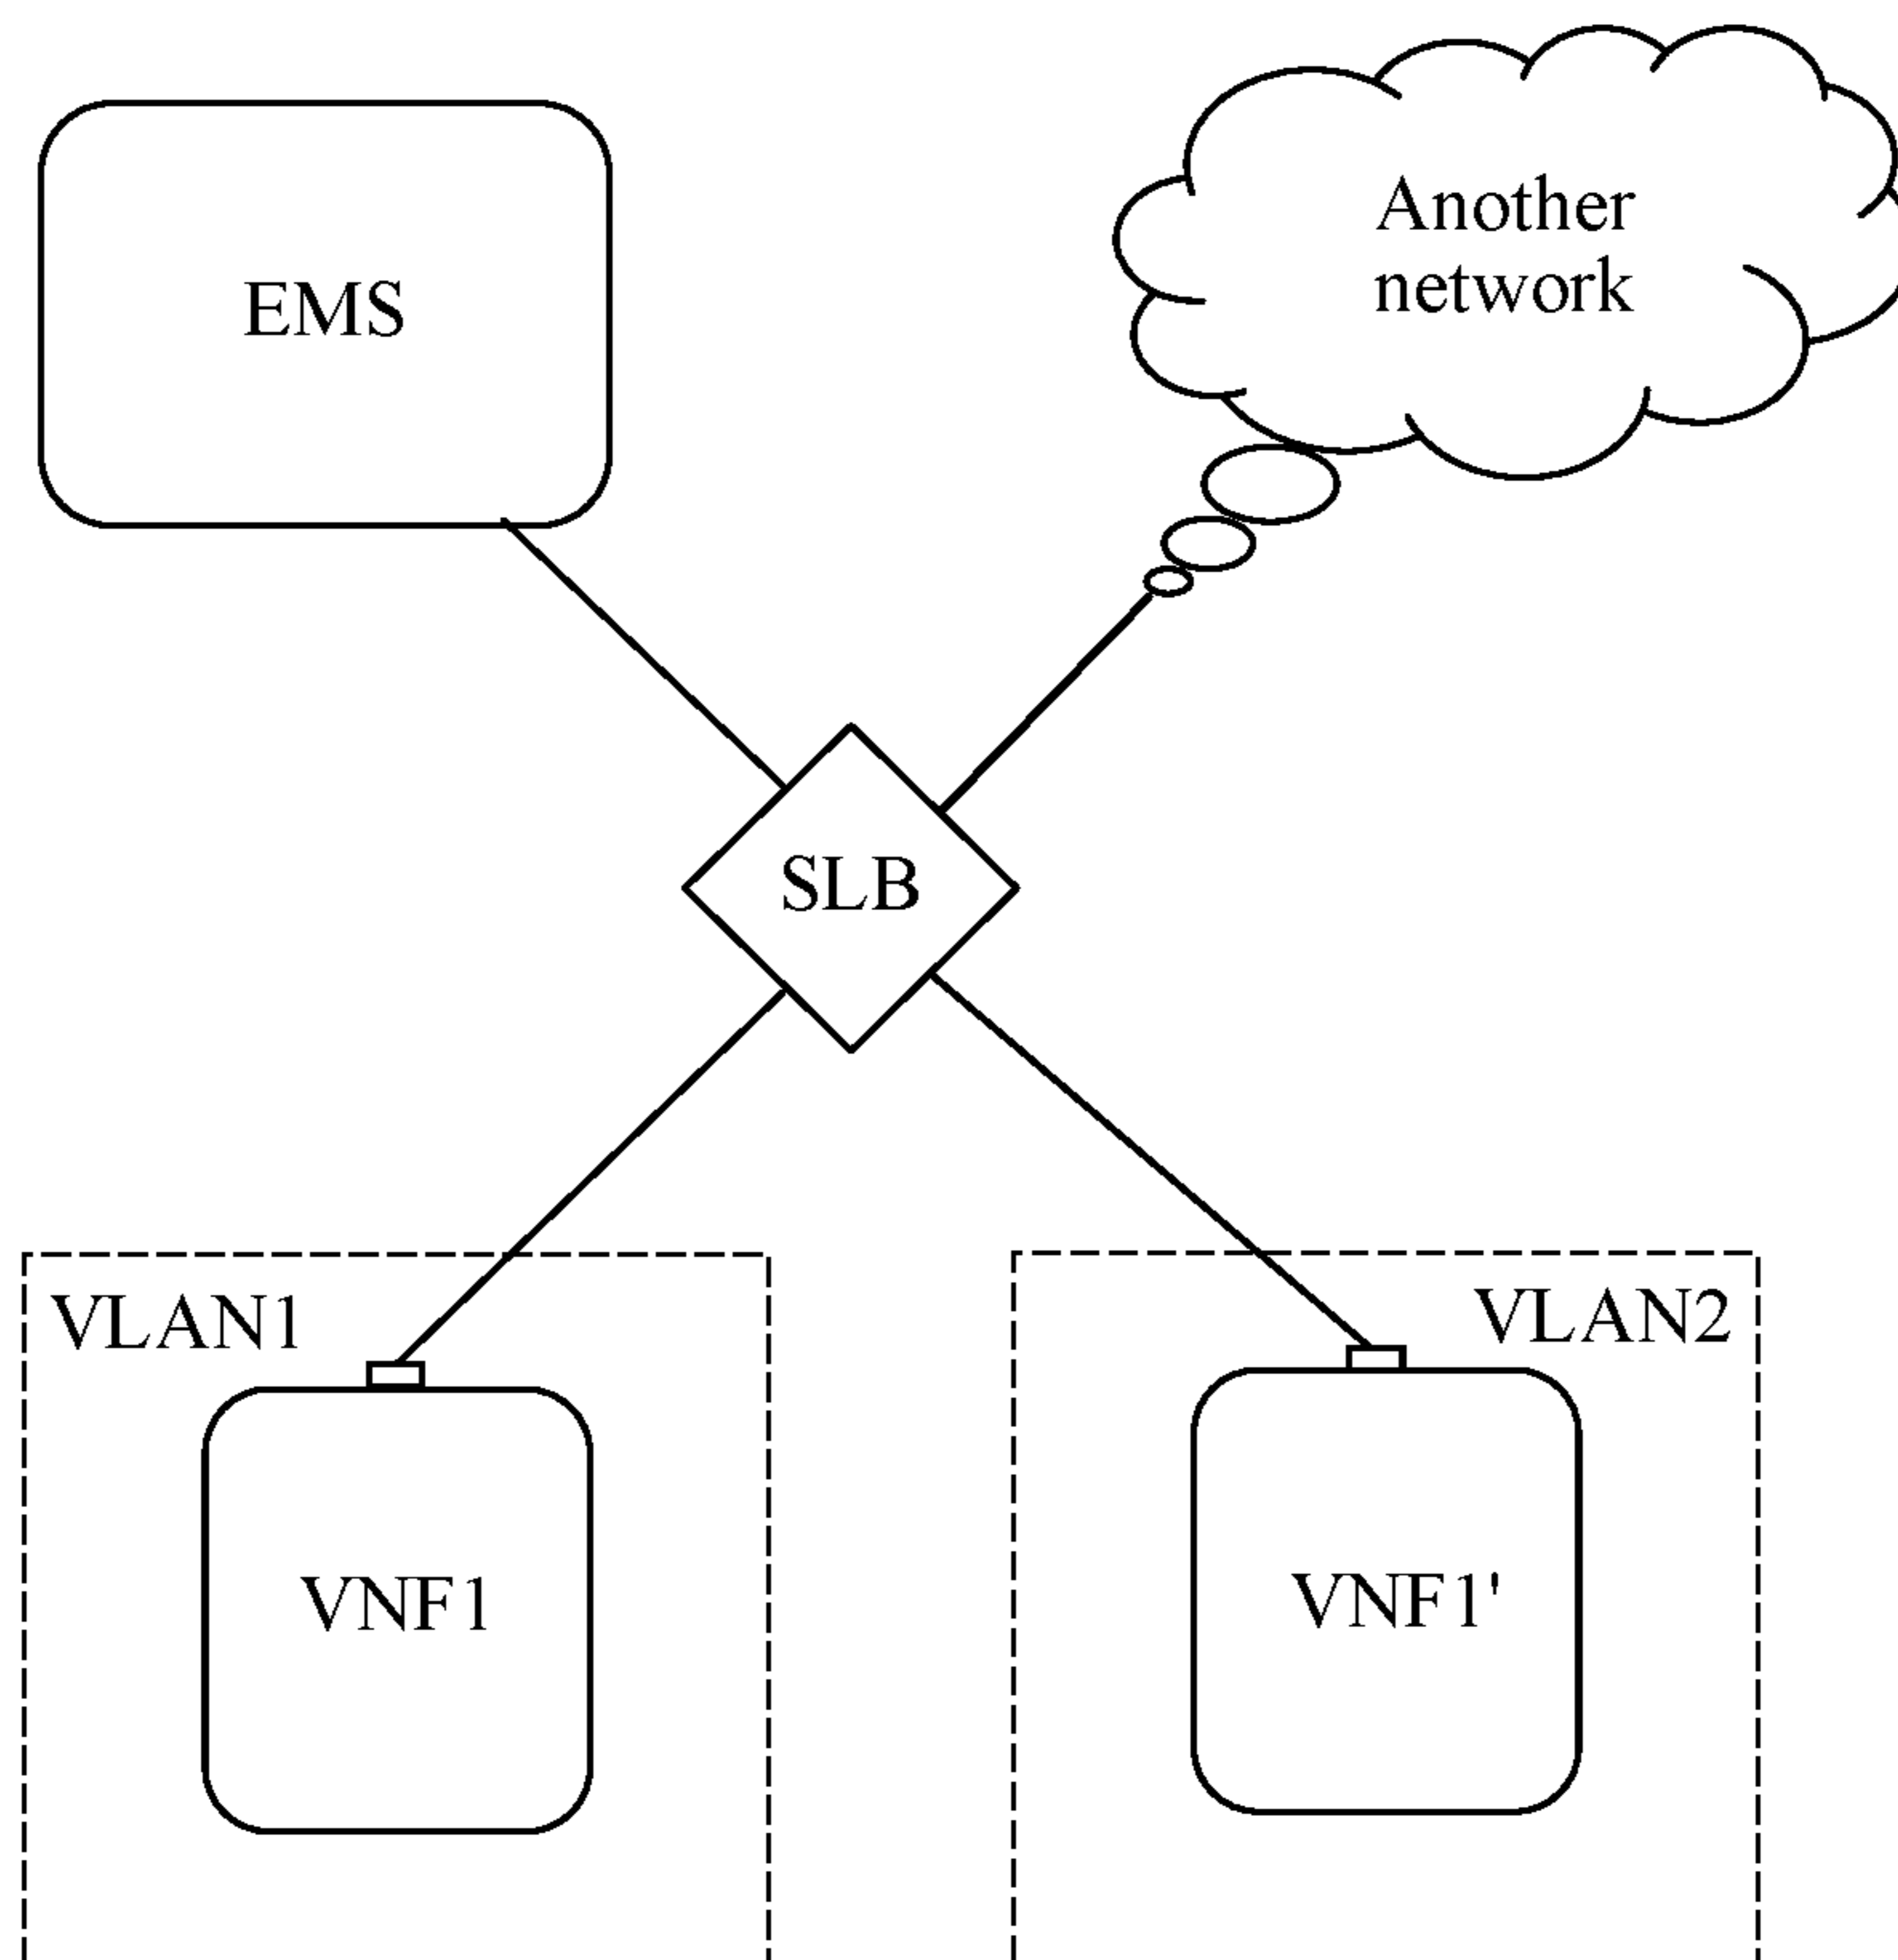 Another
network
EMS
SLB
VLAN1
VLAN2
VNF1
VNF1'